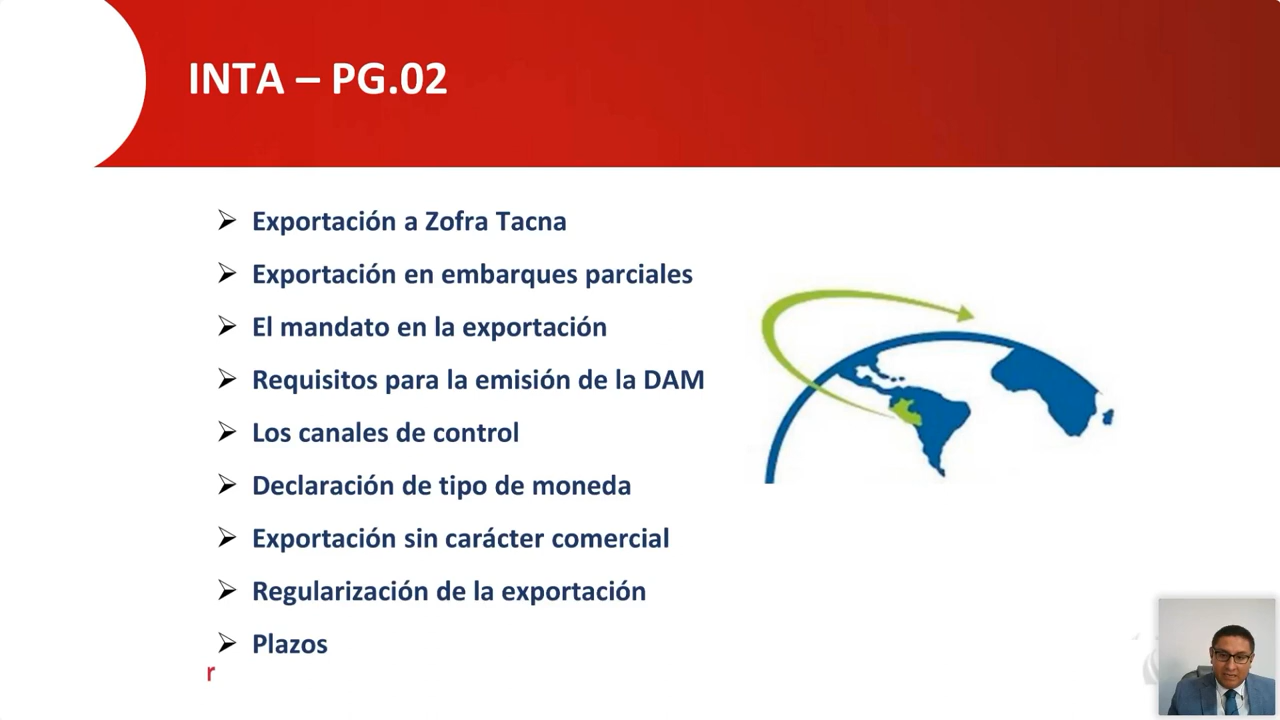 INTA – PG.02
Exportación a Zofra Tacna
Exportación en embarques parciales
El mandato en la exportación
Requisitos para la emisión de la DAM
Los canales de control
Declaración de tipo de moneda
Exportación sin carácter comercial
Regularización de la exportación
Plazos
r